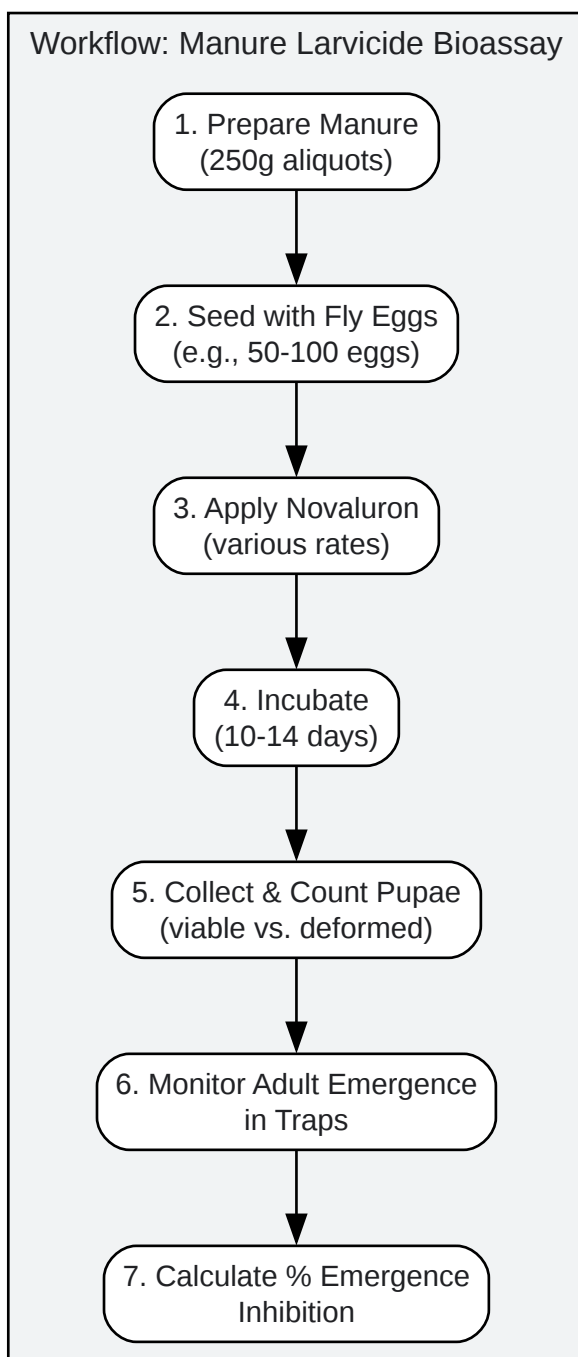 Workflow: Manure Larvicide Bioassay
1. Prepare Manure
(250g aliquots)
2. Seed with Fly Eggs
(e.g., 50-100 eggs)
3. Apply Novaluron
(various rates)
4. Incubate
(10-14 days)
5. Collect & Count Pupae
(viable vs. deformed)
6. Monitor Adult Emergence
in Traps
7. Calculate % Emergence
Inhibition